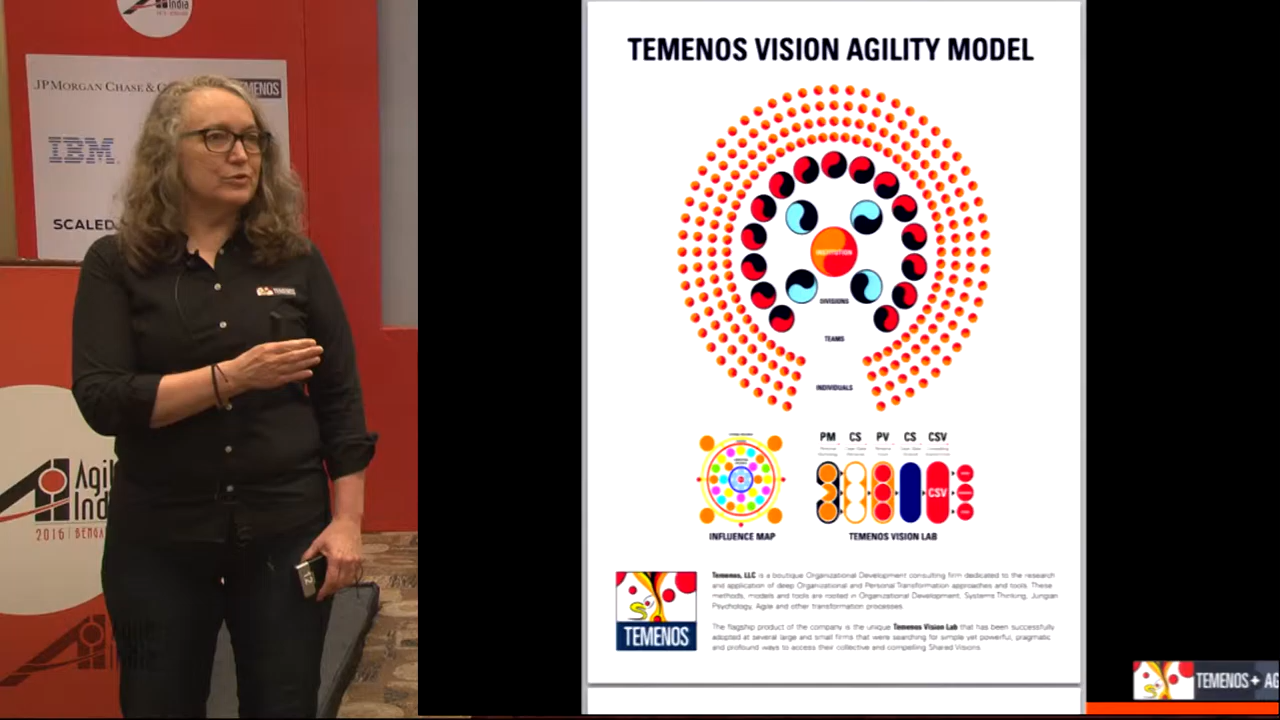 India
JPMORGAN CHASE & C
TEMENOS
IBM
SCALED
TEMENOS
Agil
Indi
2016 | BENGA
12
TEMENOS VISION AGILITY MODEL
INSTITUTION
DIVISIONS
TEAMS
INDIVIDUALS
PM CS PV CS CSV
CSV
INFLUENCE MAP
TEMENOS VISION LAB
Temenos, LLC is a boutique Organizational Development consulting firm dedicated to the research
and application of deep Organizational and Personal Transformation approaches and tools. These
methods, models and tools are rooted in Organizational Development, Systems Thinking, Jungian
Psychology, Agile and other transformation processes.
The flagship product of the company is the unique Temenos Vision Lab that has been successfully
adopted at several large and small firms that were searching for simple yet powerful, pragmatic
and profound ways to access their collective and compelling Shared Visions.
TEMENOS
TEMENOS + AG